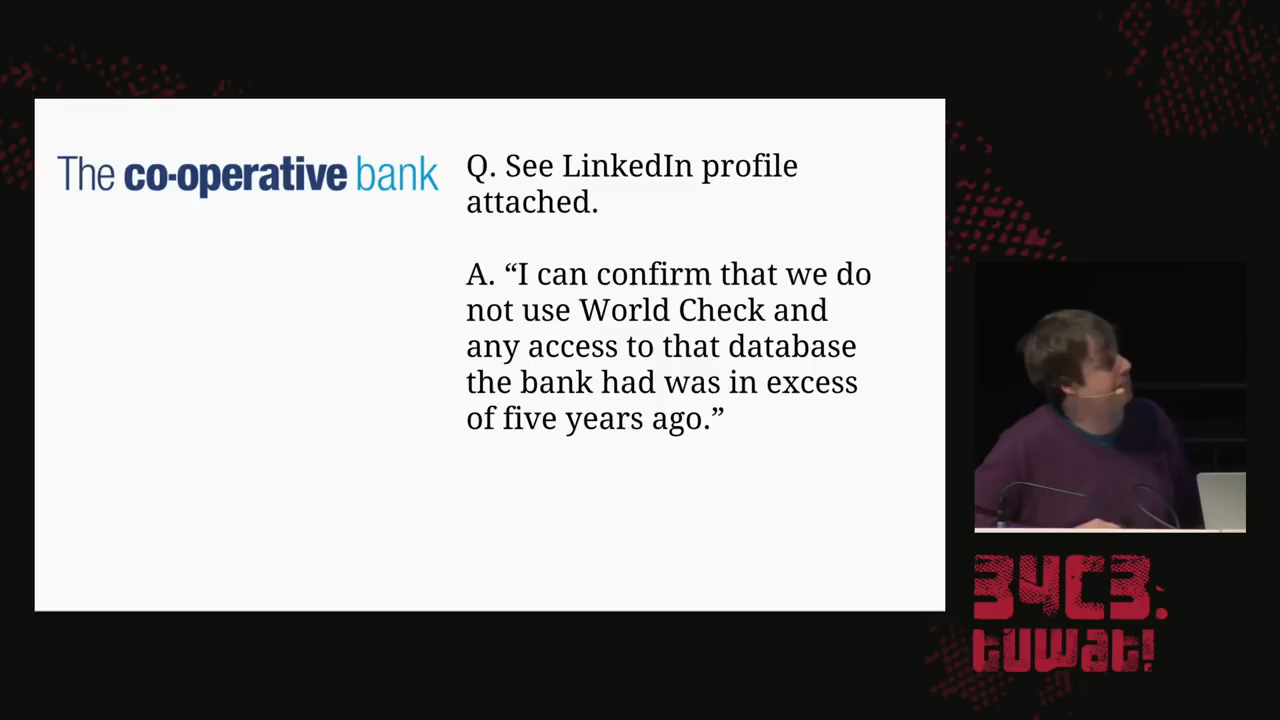 The co-operative bank
Q. See LinkedIn profile
attached.
A. “I can confirm that we do
not use World Check and
any access to that database
the bank had was in excess
of five years ago.”
34C3.
tuwat!